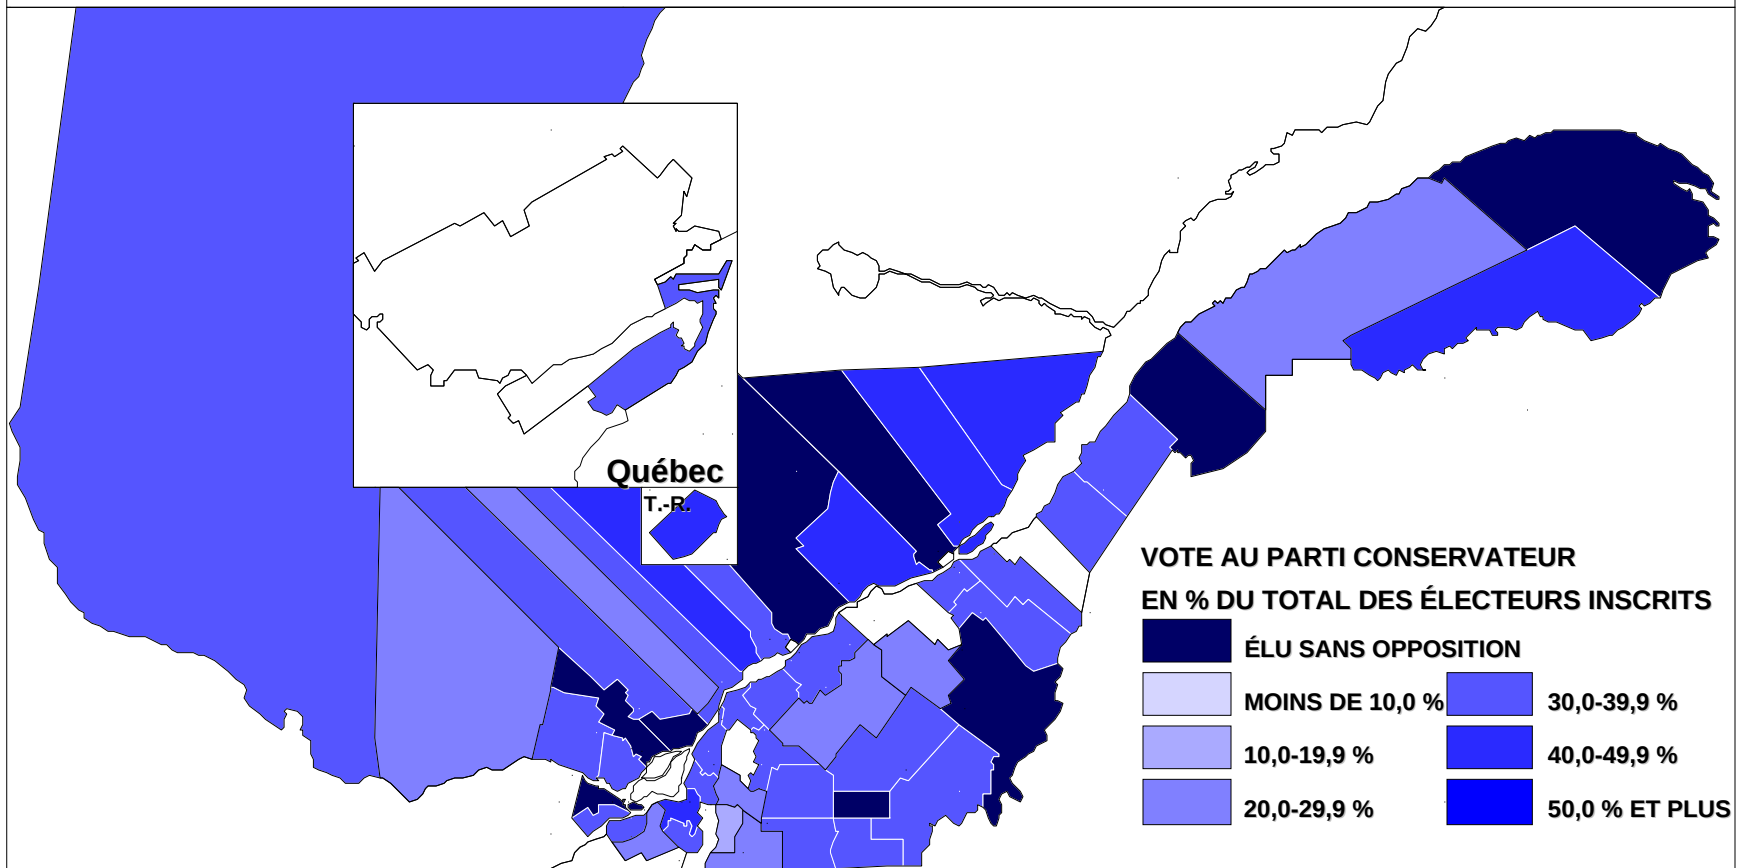 Québec
T.-R.
VOTE AU PARTI CONSERVATEUR
EN % DU TOTAL DES ÉLECTEURS INSCRITS
ÉLU SANS OPPOSITION
MOINS DE 10,0 %
30,0-39,9 %
10,0-19,9 %
40,0-49,9 %
20,0-29,9 %
50,0 % ET PLUS